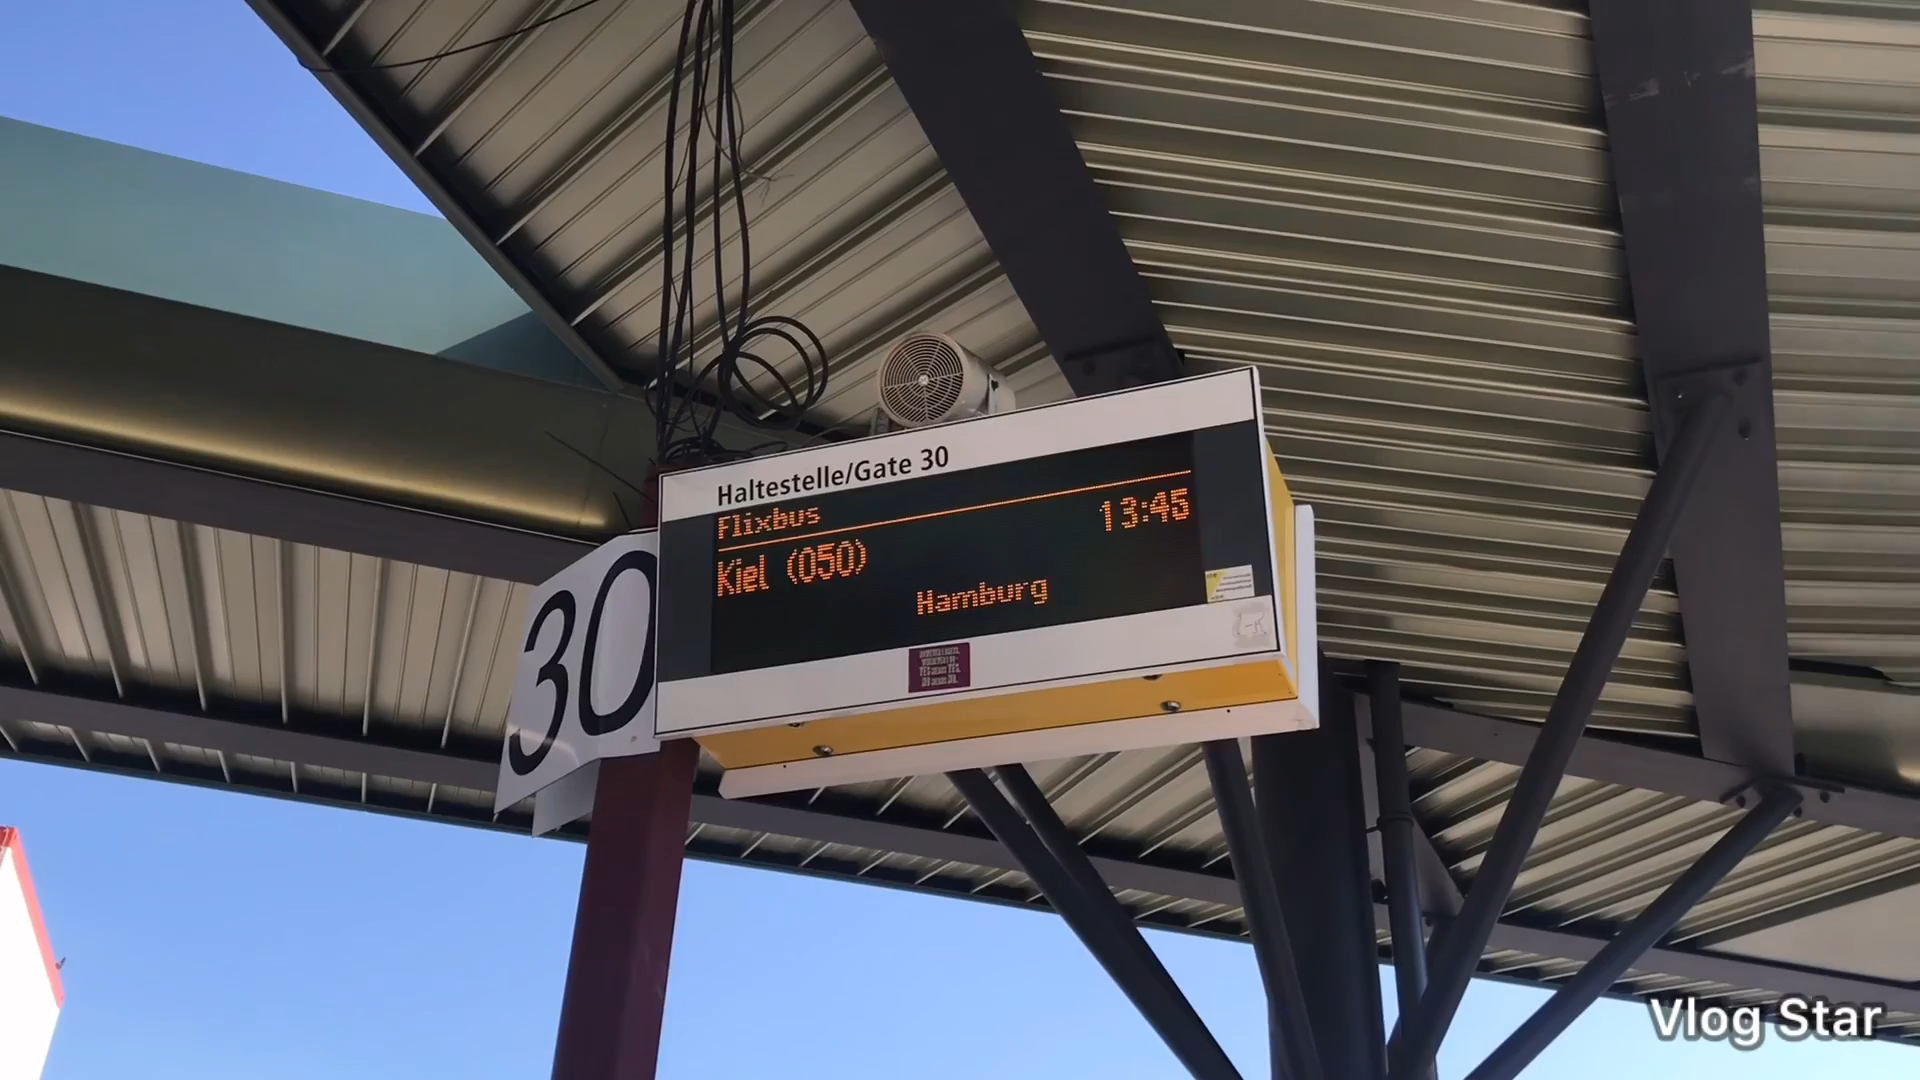 Haltestelle/Gate 30
Flixbus
13:45
Kiel (050)
Hamburg
30
Vlog Star